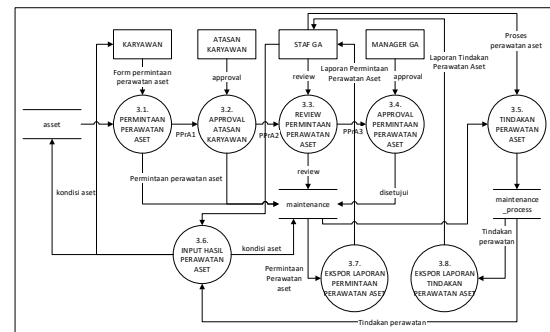 KARYAWAN
ATASAN
KARYAWAN
STAF GA
MANAGER GA
Laporan Tindakan
Perawatan Aset
Proses
perawatan aset
Form permintaan
perawatan aset
approval
review
Laporan Permintaan
Perawatan Aset
approval
asset
3.1.
PERMINTAAN
PERAWATAN
ASET
PPrA1
3.2.
APPROVAL
ATASAN
KARYAWAN
PPrA2
3.3.
REVIEW
PERMINTAAN
PERAWATAN
ASET
PPrA3
3.4.
APPROVAL
PERMINTAAN
PERAWATAN
ASET
3.5.
TINDAKAN
PERAWATAN
ASET
kondisi aset
Permintaan perawatan aset
review
disetujui
maintenance
maintenance
_process
3.6.
INPUT HASIL
PERAWATAN
ASET
kondisi aset
Permintaan
Perawatan
aset
3.7.
EKSPOR LAPORAN
PERMINTAAN
PERAWATAN ASET
3.8.
EKSPOR LAPORAN
TINDAKAN
PERAWATAN ASET
Tindakan
perawatan
Tindakan perawatan